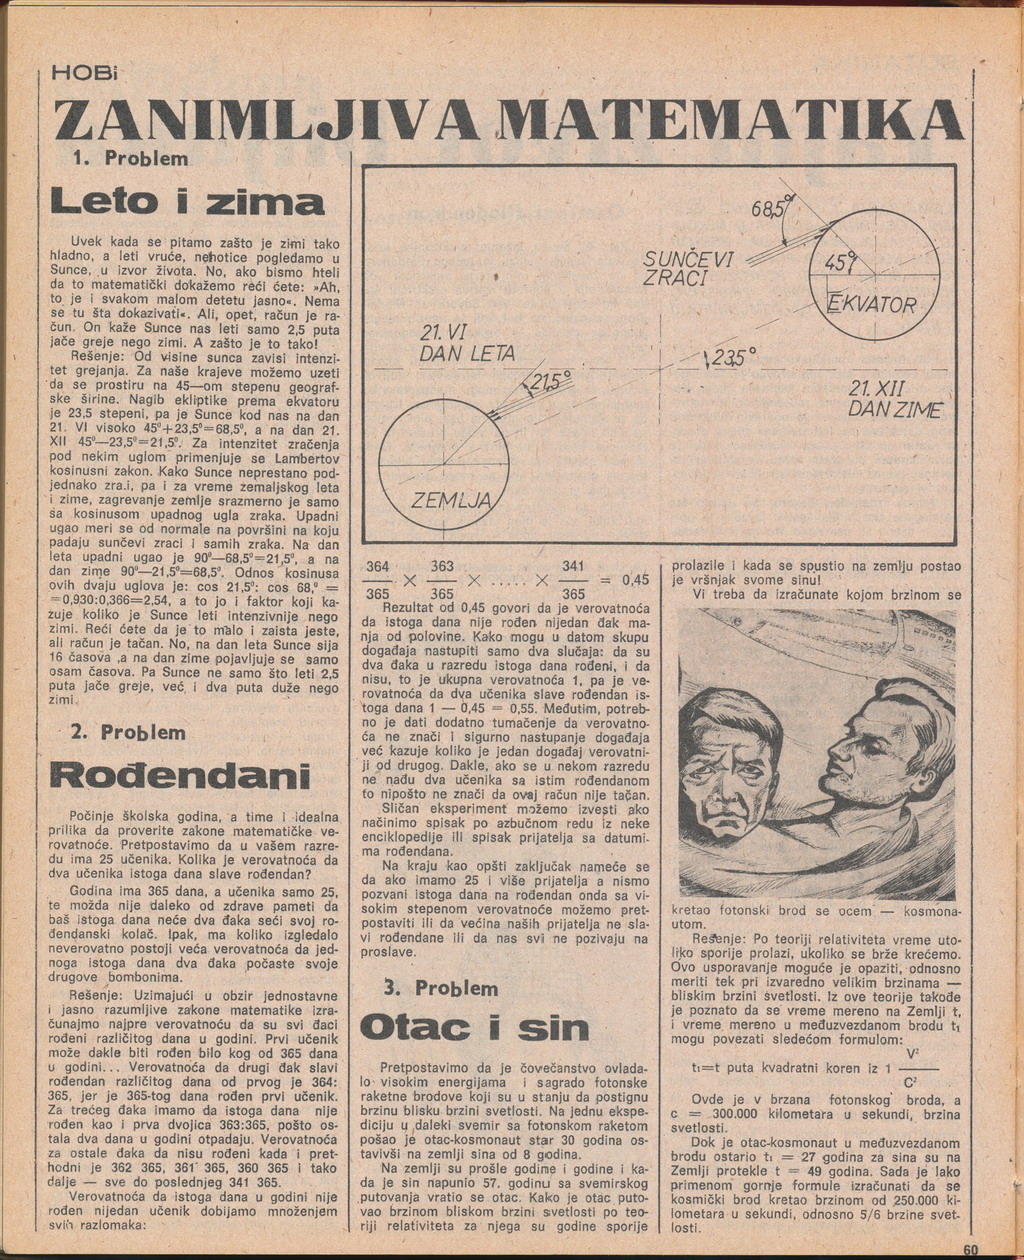 HOBi
ZANIMLJIVA MATEMATIKA
1. Problem
Leto i zima
Uvek kada se pitamo zašto je zimi tako
hladno, a leti vruće, nehotice pogledamo u
Sunce, u izvor života. No, ako bismo hteli
da to matematički dokažemo reći ćete: »Ah,
to je i svakom malom detetu jasno«. Nema
se tu šta dokazivati«. Ali, opet, račun je ra-
čun. On kaže Sunce nas leti samo 2,5 puta
jače greje nego zimi. A zašto je to tako!
Rešenje: Od visine sunca zavisi intenzi-
tet grejanja. Za naše krajeve možemo uzeti
da se prostiru na 45—om stepenu geograf-
ske širine. Nagib ekliptike prema ekvatoru
je 23,5 stepeni, pa je Sunce kod nas na dan
21. VI visoko 45º+23,5º=68,5º, a na dan 21.
XII 45º—23,5º=21,5º. Za intenzitet zračenja
pod nekim uglom primenjuje se Lambertov
kosinusni zakon. Kako Sunce neprestano pod-
jednako zra.i, pa i za vreme zemaljskog leta
i zime, zagrevanje zemlje srazmerno je samo
sa kosinusom upadnog ugla zraka. Upadni
ugao meri se od normale na površini na koju
padaju sunčevi zraci i samih zraka. Na dan
leta upadni ugao je 90º—68,5º=21,5º, a na
dan zime 90º—21,5º=68,5º. Odnos kosinusa
ovih dvaju uglova je: cos 21,5º: cos 68,º =
=0,930:0,366=2,54, a to jo i faktor koji ka-
zuje koliko je Sunce leti intenzivnije nego
zimi. Reći ćete da je to malo i zaista jeste,
ali račun je tačan. No, na dan leta Sunce sija
16 časova ,a na dan zime pojavljuje se samo
osam časova. Pa Sunce ne samo što leti 2,5
puta jače greje, već i dva puta duže nego
zimi.
2. Problem
Rođendani
Počinje školska godina, a time i idealna
prilika da proverite zakone matematičke ve-
rovatnoće. Pretpostavimo da u vašem razre-
du ima 25 učenika. Kolika je verovatnoća da
dva učenika istoga dana slave rođendan?
Godina ima 365 dana, a učenika samo 25,
te možda nije daleko od zdrave pameti da
baš istoga dana neće dva đaka seći svoj ro-
đendanski kolač. Ipak, ma koliko izgledalo
neverovatno postoji veća verovatnoća da jed-
noga istoga dana dva đaka počaste svoje
drugove bombonima.
Rešenje: Uzimajući u obzir jednostavne
i jasno razumljive zakone matematike izra-
čunajmo najpre verovatnoću da su svi đaci
rođeni različitog dana u godini. Prvi učenik
može dakle biti rođen bilo kog od 365 dana
u godini... Verovatnoća da drugi đak slavi
rođendan različitog dana od prvog je 364:
365, jer je 365-tog dana rođen prvi učenik.
Za trećeg đaka imamo da istoga dana nije
rođen kao i prva dvojica 363:365, pošto os-
tala dva dana u godini otpadaju. Verovatnoća
za ostale đaka da nisu rođeni kada i pret-
hodni je 362 365, 361 365, 360 365 i tako
dalje — sve do poslednjeg 341 365.
Verovatnoća da istoga dana u godini nije
rođen nijedan učenik dobijamo množenjem
svih razlomaka:
68,5º
SUNČEVI
ZRACI
45º
EKVATOR
21. VI
DAN LETA
23,5º
21,5º
21. XII
DAN ZIME
ZEMLJA
364 363 341
—— X —— X ..... X —— = 0,45
365 365 365
Rezultat od 0,45 govori da je verovatnoća
da istoga dana nije rođen nijedan đak ma-
nja od polovine. Kako mogu u datom skupu
događaja nastupiti samo dva slučaja: da su
dva đaka u razredu istoga dana rođeni, i da
nisu, to je ukupna verovatnoća 1, pa je ve-
rovatnoća da dva učenika slave rođendan is-
toga dana 1 — 0,45 = 0,55. Međutim, potreb-
no je dati dodatno tumačenje da verovatno-
ća ne znači i sigurno nastupanje događaja
već kazuje koliko je jedan događaj verovatni-
ji od drugog. Dakle, ako se u nekom razredu
ne nađu dva učenika sa istim rođendanom
to nipošto ne znači da ovaj račun nije tačan.
Sličan eksperiment možemo izvesti ako
načinimo spisak po azbučnom redu iz neke
enciklopedije ili spisak prijatelja sa datumi-
ma rođendana.
Na kraju kao opšti zaključak nameće se
da ako imamo 25 i više prijatelja a nismo
pozvani istoga dana na rođendan onda sa vi-
sokim stepenom verovatnoće možemo pret-
postaviti ili da većina naših prijatelja ne sla-
vi rođendane ili da nas svi ne pozivaju na
proslave.
3. Problem
Otac i sin
Pretpostavimo da je čovečanstvo ovlada-
lo visokim energijama i sagrado fotonske
raketne brodove koji su u stanju da postignu
brzinu blisku brzini svetlosti. Na jednu ekspe-
diciju u daleki svemir sa fotonskom raketom
pošao je otac-kosmonaut star 30 godina os-
tavivši na zemlji sina od 8 godina.
Na zemlji su prošle godine i godine i ka-
da je sin napunio 57. godinu sa svemirskog
putovanja vratio se otac. Kako je otac puto-
vao brzinom bliskom brzini svetlosti po teo-
riji relativiteta za njega su godine sporije
prolazile i kada se spustio na zemlju postao
je vršnjak svome sinu!
Vi treba da izračunate kojom brzinom se
kretao fotonski brod se ocem — kosmona-
utom.
Rešenje: Po teoriji relativiteta vreme uto-
liko sporije prolazi, ukoliko se brže krećemo.
Ovo usporavanje moguće je opaziti, odnosno
meriti tek pri izvaredno velikim brzinama —
bliskim brzini svetlosti. Iz ove teorije takođe
je poznato da se vreme mereno na Zemlji t,
i vreme mereno u međuzvezdanom brodu t₁
mogu povezati sledećom formulom:
V²
t₁=t puta kvadratni koren iz 1 ——
C²
Ovde je V brzana fotonskog broda, a
c = 300.000 kilometara u sekundi, brzina
svetlosti.
Dok je otac-kosmonaut u međuzvezdanom
brodu ostario t₁ = 27 godina za sina su na
Zemlji protekle t = 49 godina. Sada je lako
primenom gornje formule izračunati da se
kosmički brod kretao brzinom od 250.000 ki-
lometara u sekundi, odnosno 5/6 brzine svet-
losti.
60